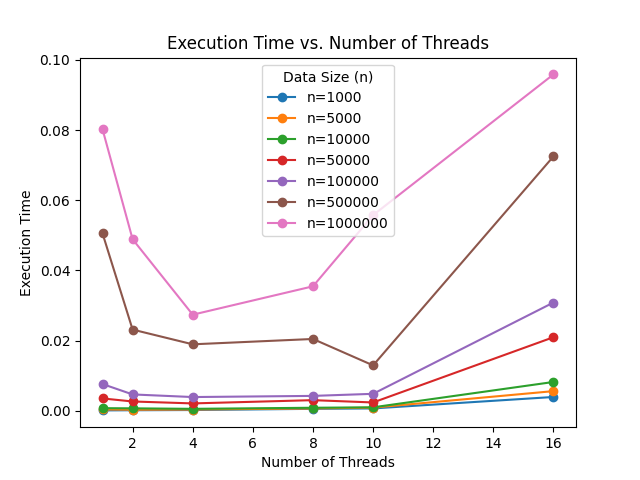 Execution Time vs. Number of Threads
Data Size (n)
n=1000
n=5000
n=10000
n=50000
n=100000
n=500000
n=1000000
0.10
0.08
0.06
0.04
0.02
0.00
Execution Time
2 4 6 8 10 12 14 16
Number of Threads